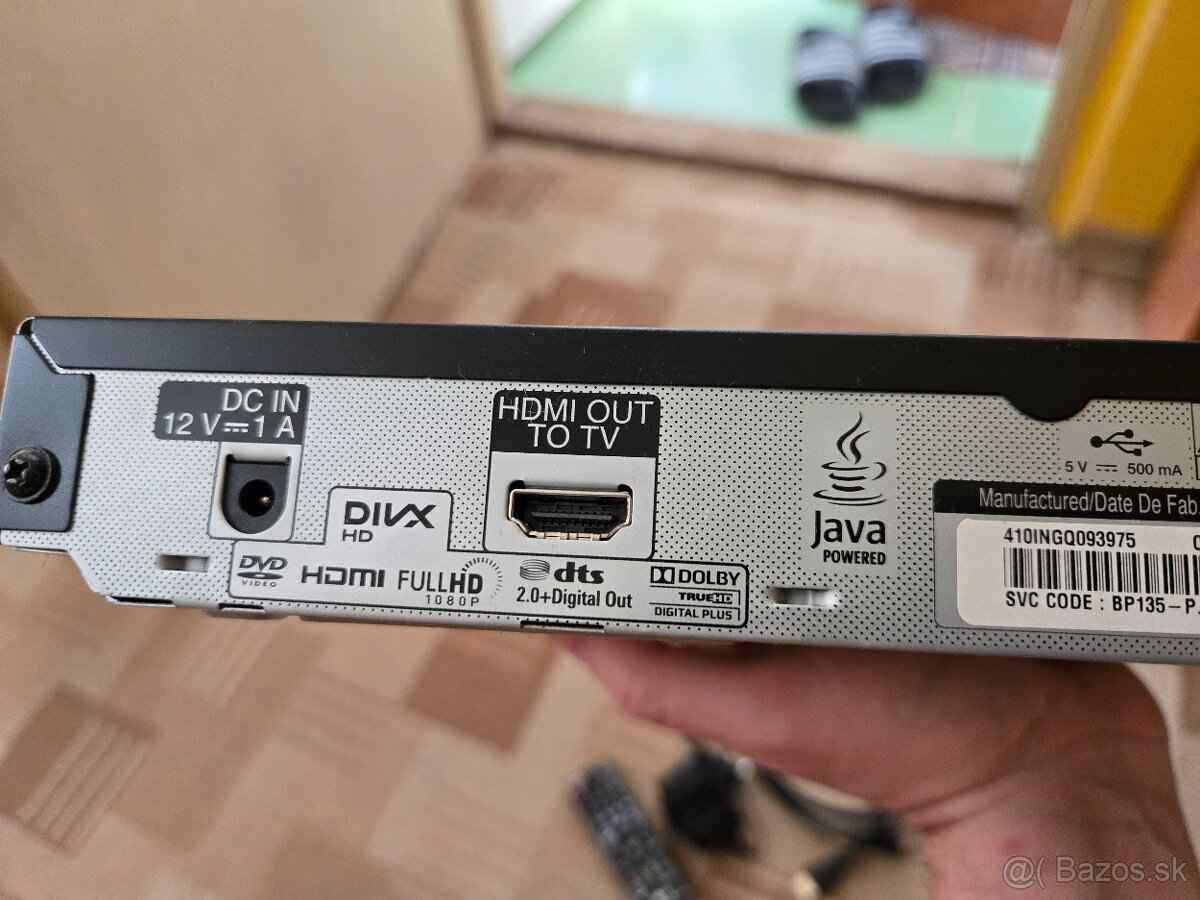 DC IN
12 V⎓1 A
HDMI OUT
TO TV
DIVX
HD
DVD
VIDEO
HDMI
FULLHD
1080P
dts
2.0+Digital Out
DOLBY
TRUEHD
DIGITAL PLUS
Java
POWERED
5 V ⎓ 500 mA
Manufactured/Date De Fab
410INGQ093975
SVC CODE : BP135-P
@( Bazos.sk